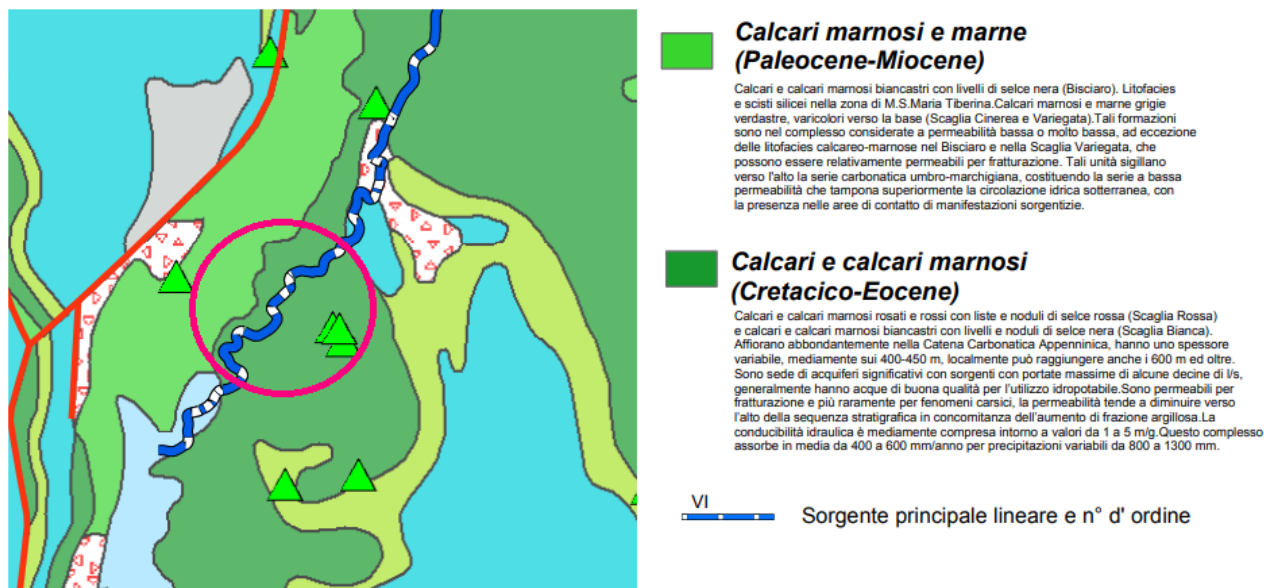 Calcari marnosi e marne
(Paleocene-Miocene)
Calcari e calcari marnosi biancastri con livelli di selce nera (Bisciaro). Litofacies
e scisti silicei nella zona di M.S.Maria Tiberina.Calcari marnosi e marne grigie
verdastre, varicolori verso la base (Scaglia Cinerea e Variegata).Tali formazioni
sono nel complesso considerate a permeabilità bassa o molto bassa, ad eccezione
delle litofacies calcareo-marnose nel Bisciaro e nella Scaglia Variegata, che
possono essere relativamente permeabili per fratturazione. Tali unità sigillano
verso l'alto la serie carbonatica umbro-marchigiana, costituendo la serie a bassa
permeabilità che tampona superiormente la circolazione idrica sotterranea, con
la presenza nelle aree di contatto di manifestazioni sorgentizie.
Calcari e calcari marnosi
(Cretacico-Eocene)
Calcari e calcari marnosi rosati e rossi con liste e noduli di selce rossa (Scaglia Rossa)
e calcari e calcari marnosi biancastri con livelli e noduli di selce nera (Scaglia Bianca).
Affiorano abbondantemente nella Catena Carbonatica Appenninica, hanno uno spessore
variabile, mediamente sui 400-450 m, localmente può raggiungere anche i 600 m ed oltre.
Sono sede di acquiferi significativi con sorgenti con portate massime di alcune decine di l/s,
generalmente hanno acque di buona qualità per l'utilizzo idropotabile.Sono permeabili per
fratturazione e più raramente per fenomeni carsici, la permeabilità tende a diminuire verso
l'alto della sequenza stratigrafica in concomitanza dell'aumento di frazione argillosa.La
conducibilità idraulica è mediamente compresa intorno a valori da 1 a 5 m/g.Questo complesso
assorbe in media da 400 a 600 mm/anno per precipitazioni variabili da 800 a 1300 mm.
VI
Sorgente principale lineare e n° d' ordine